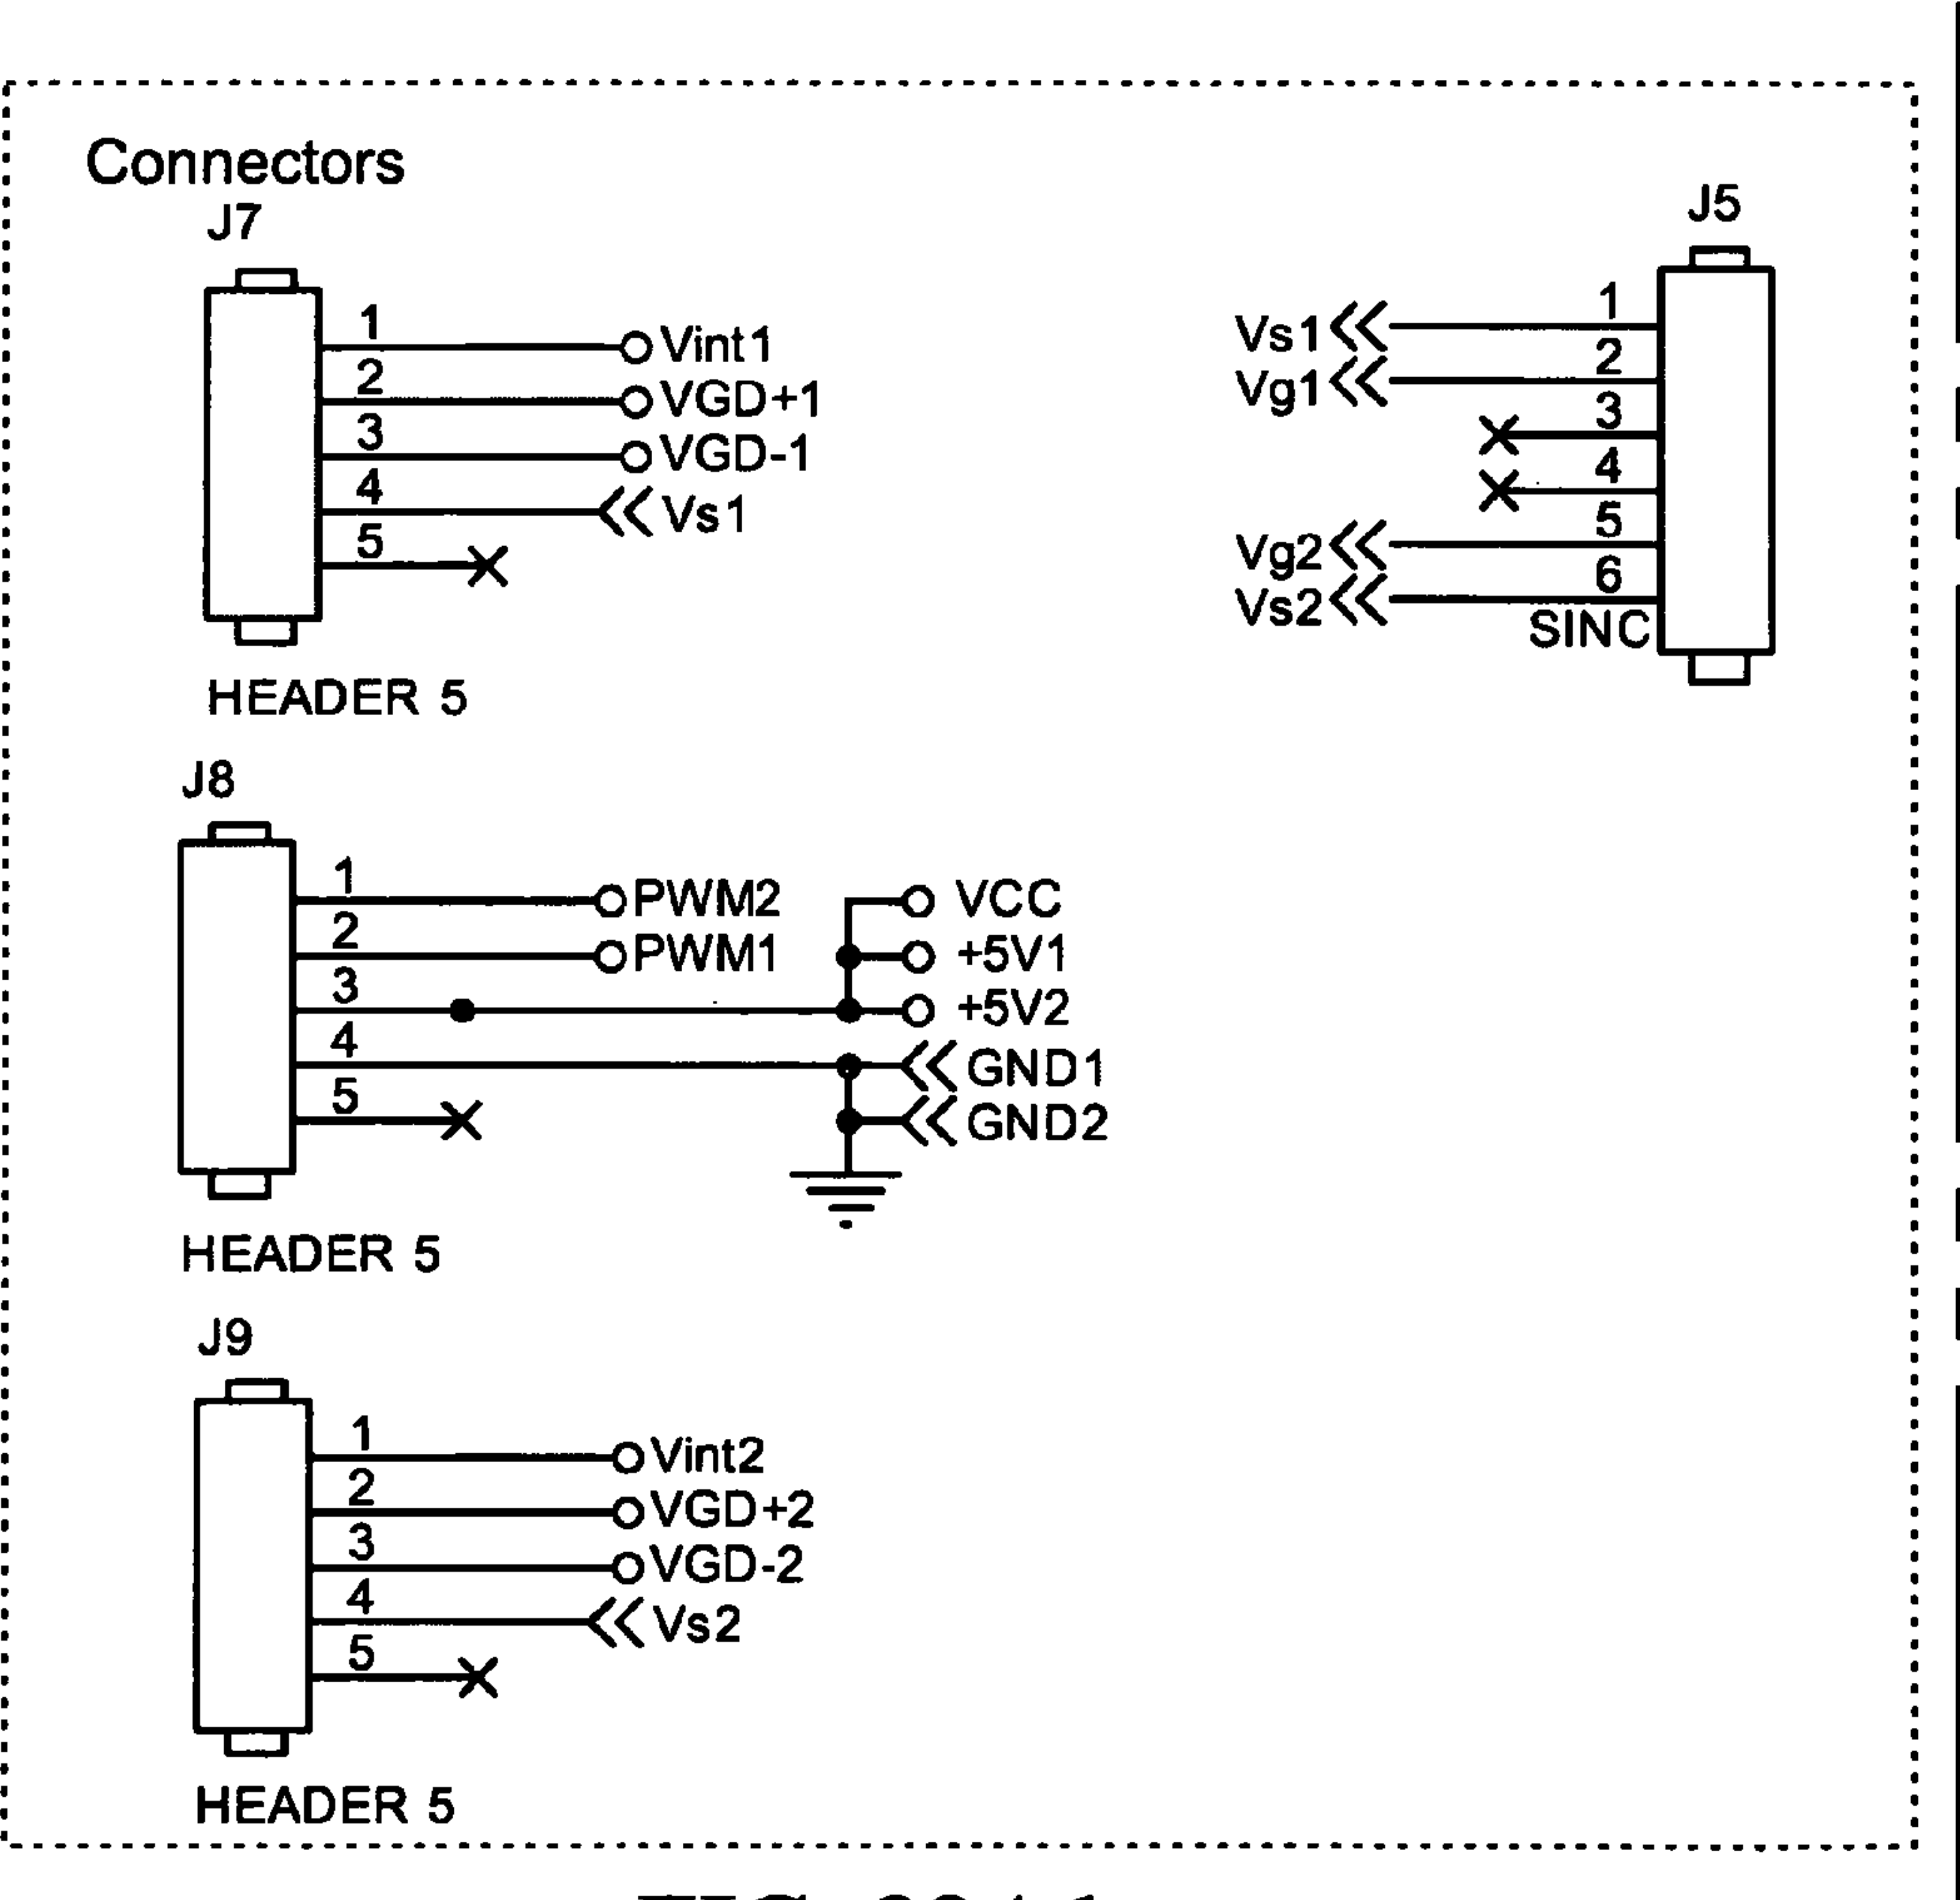 Connectors
J7
1 Vint1
2 VGD+1
3 VGD-1
4 Vs1
5
HEADER 5
J5
Vs1 1
Vg1 2
3
4
Vg2 5
Vs2 6
SINC
J8
1 PWM2 VCC
2 PWM1 +5V1
3 +5V2
4 GND1
5 GND2
HEADER 5
J9
1 Vint2
2 VGD+2
3 VGD-2
4 Vs2
5
HEADER 5